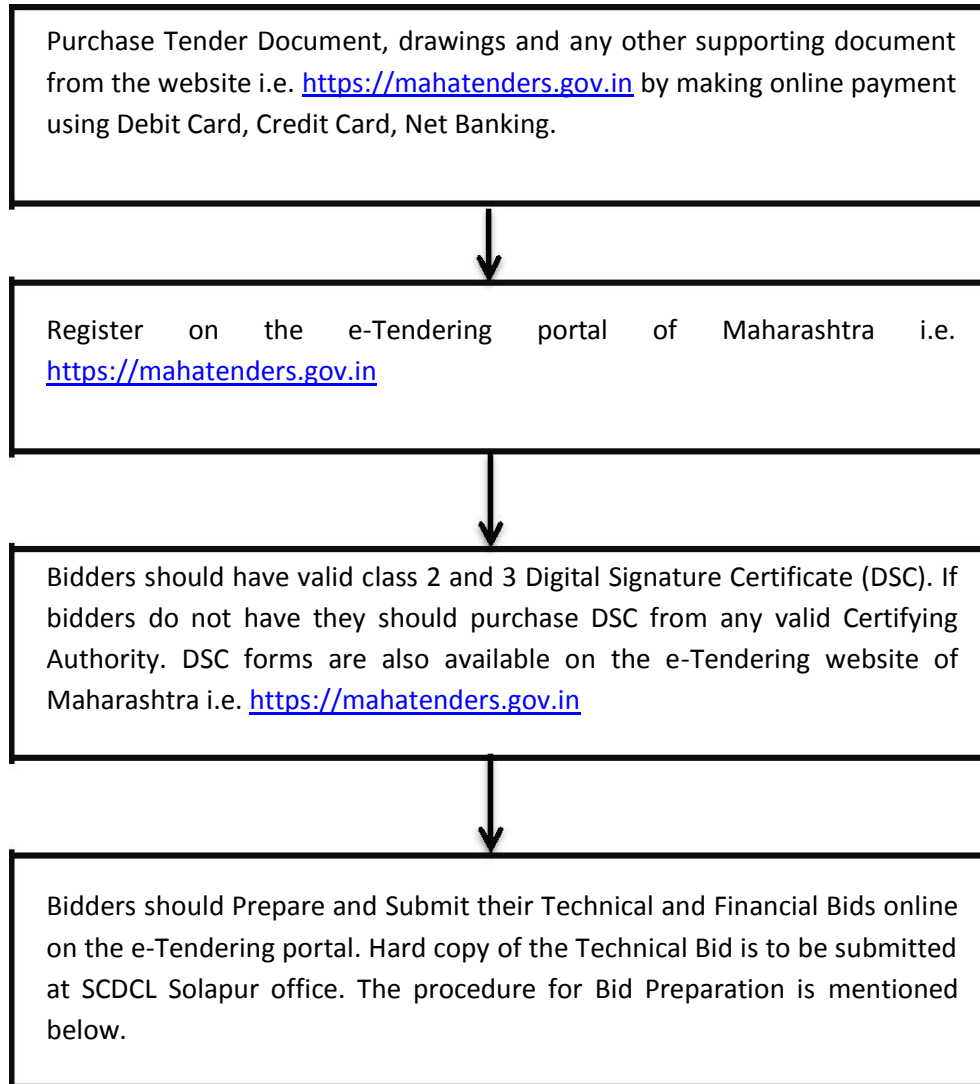 Purchase Tender Document, drawings and any other supporting document
from the website i.e. https://mahatenders.gov.in by making online payment
using Debit Card, Credit Card, Net Banking.
Register on the e-Tendering portal of Maharashtra i.e.
https://mahatenders.gov.in
Bidders should have valid class 2 and 3 Digital Signature Certificate (DSC). If
bidders do not have they should purchase DSC from any valid Certifying
Authority. DSC forms are also available on the e-Tendering website of
Maharashtra i.e. https://mahatenders.gov.in
Bidders should Prepare and Submit their Technical and Financial Bids online
on the e-Tendering portal. Hard copy of the Technical Bid is to be submitted
at SCDCL Solapur office. The procedure for Bid Preparation is mentioned
below.